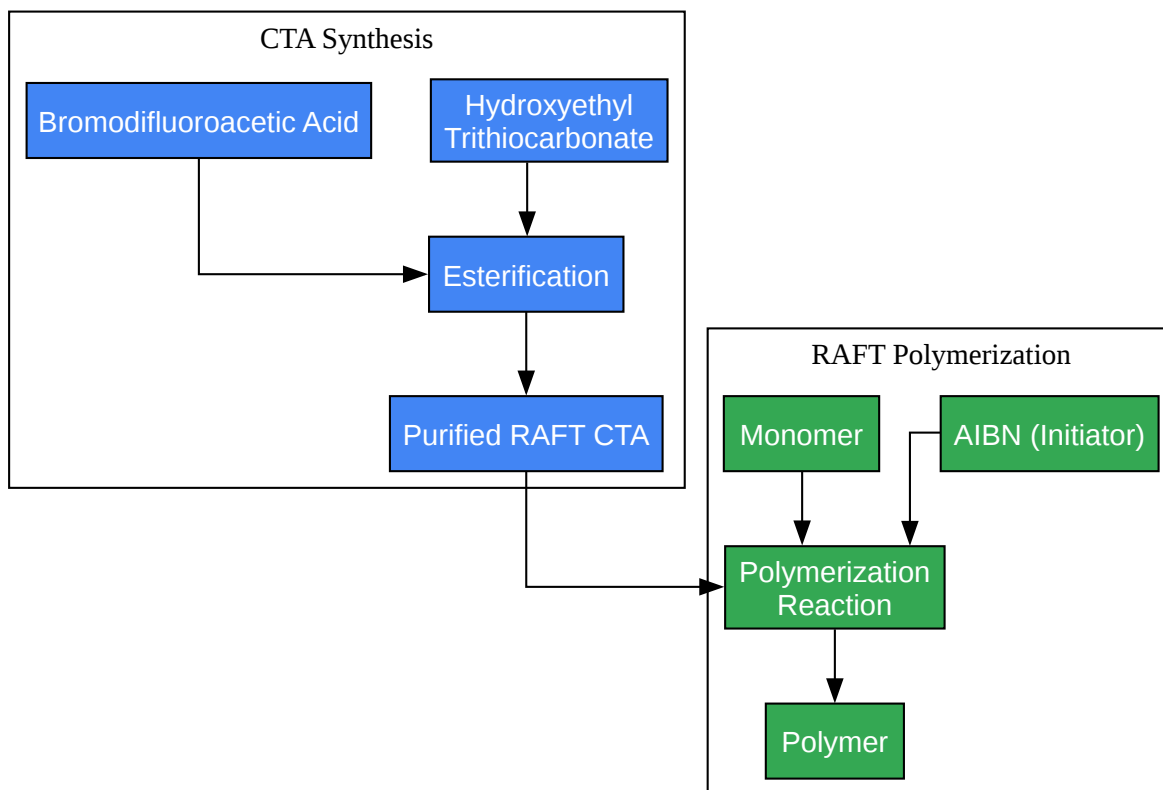 CTA Synthesis
Bromodifluoroacetic Acid
Hydroxyethyl
Trithiocarbonate
Esterification
Purified RAFT CTA
RAFT Polymerization
Monomer
AIBN (Initiator)
Polymerization
Reaction
Polymer